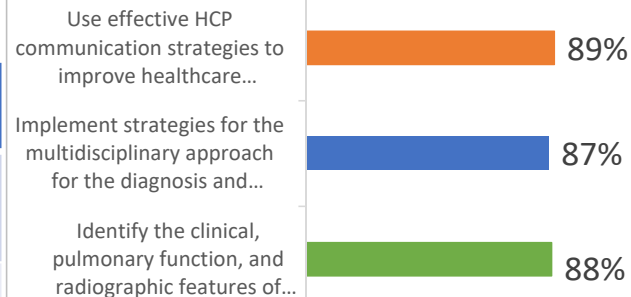 Use effective HCP
communication strategies to
improve healthcare…
89%
Implement strategies for the
multidisciplinary approach
for the diagnosis and…
87%
Identify the clinical,
pulmonary function, and
radiographic features of…
88%